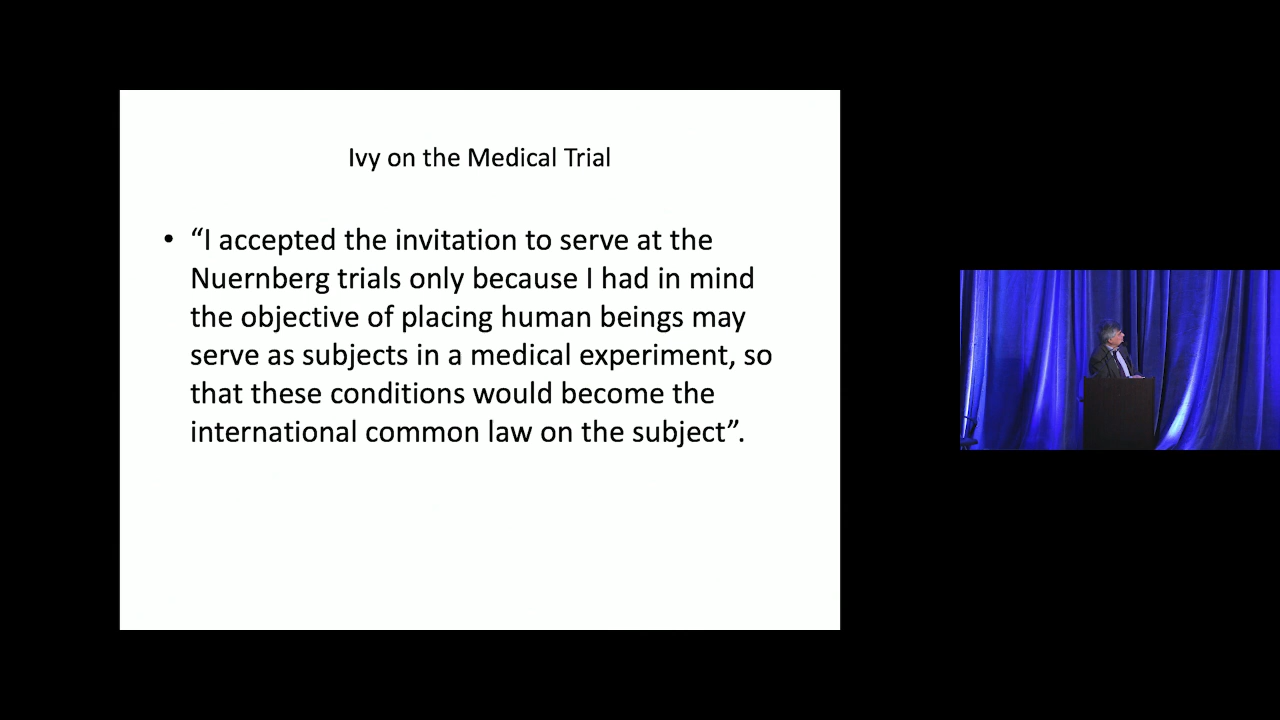 Ivy on the Medical Trial
• “I accepted the invitation to serve at the
Nuernberg trials only because I had in mind
the objective of placing human beings may
serve as subjects in a medical experiment, so
that these conditions would become the
international common law on the subject”.